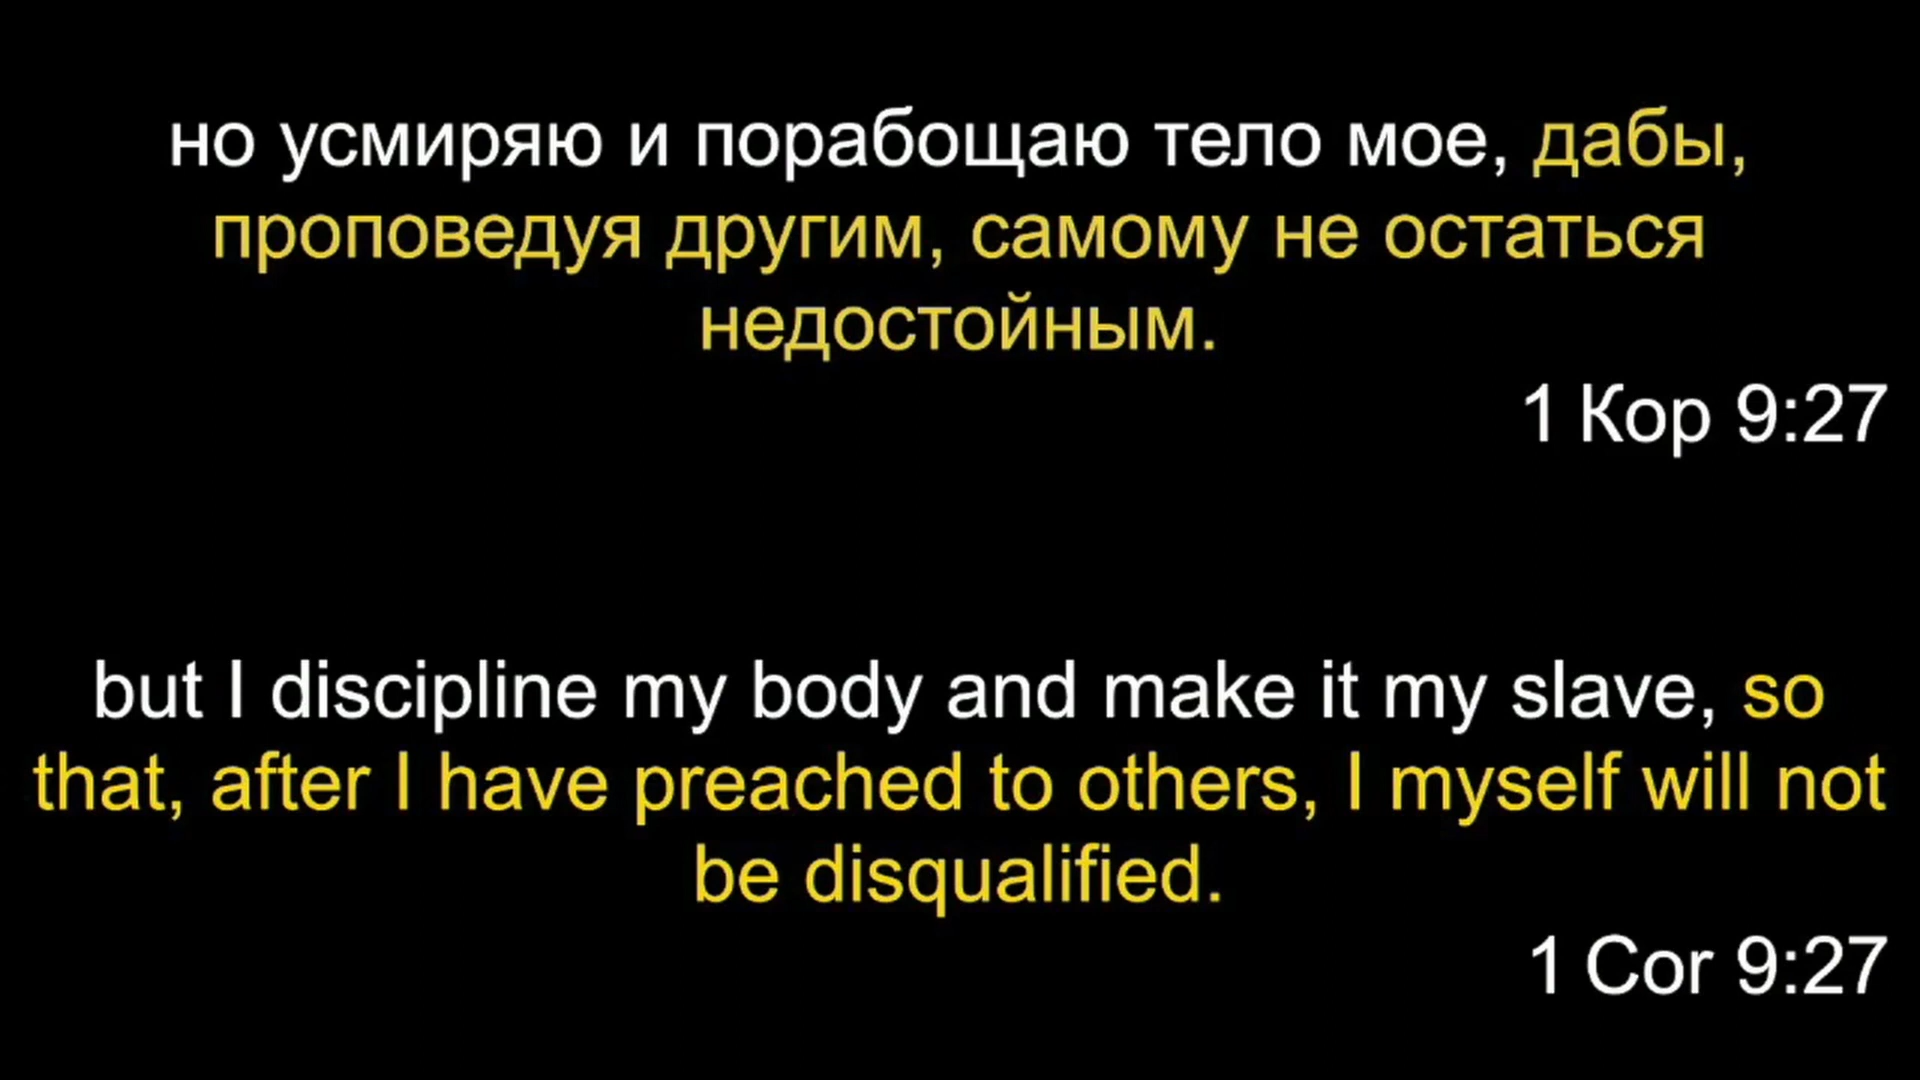 но усмиряю и порабощаю тело мое, дабы,
проповедуя другим, самому не остаться
недостойным.
1 Кор 9:27
but I discipline my body and make it my slave, so
that, after I have preached to others, I myself will not
be disqualified.
1 Cor 9:27